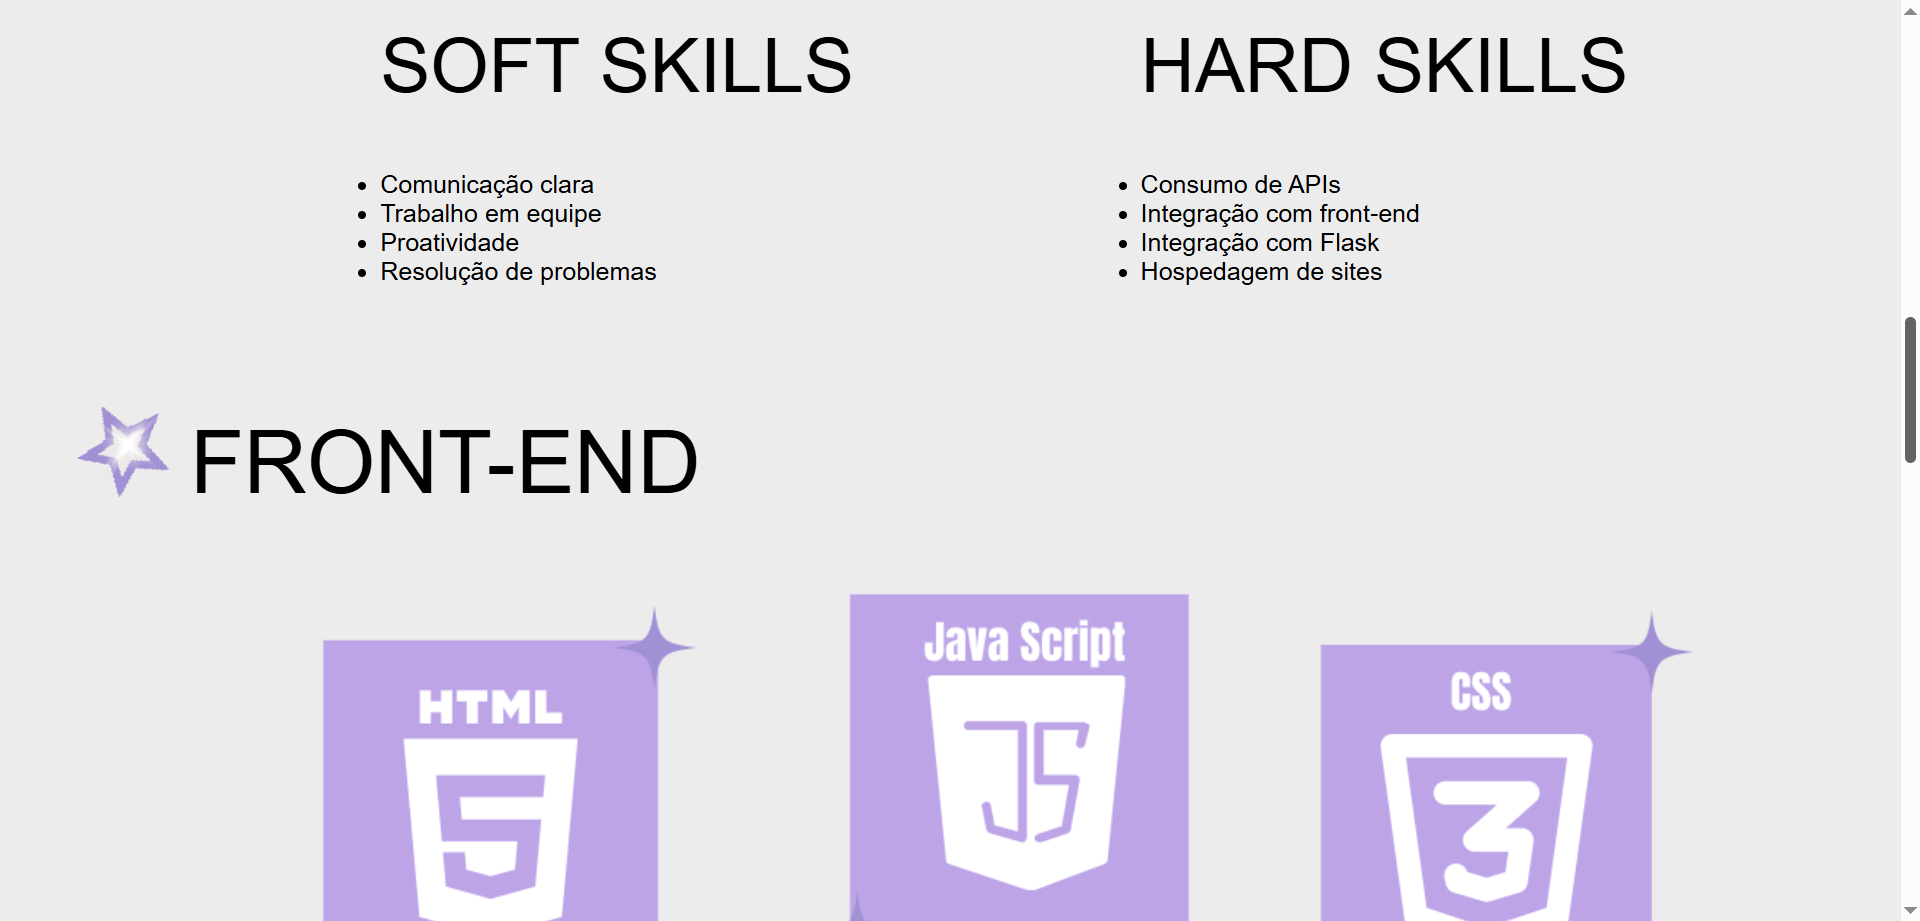 SOFT SKILLS
Comunicação clara
Trabalho em equipe
Proatividade
Resolução de problemas
HARD SKILLS
Consumo de APIs
Integração com front-end
Integração com Flask
Hospedagem de sites
FRONT-END
HTML
5
Java Script
JS
CSS
3